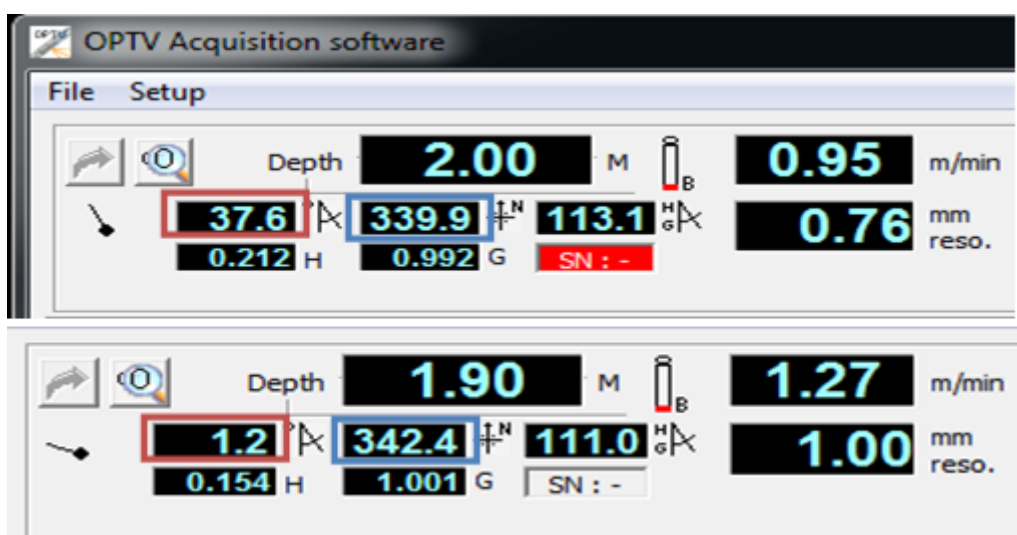 OPTV Acquisition software
File Setup
Depth 2.00 M B 0.95 m/min
37.6 ° 339.9 N 113.1 H G 0.76 mm reso.
0.212 H 0.992 G SN : -
Depth 1.90 M B 1.27 m/min
1.2 ° 342.4 N 111.0 H G 1.00 mm reso.
0.154 H 1.001 G SN : -